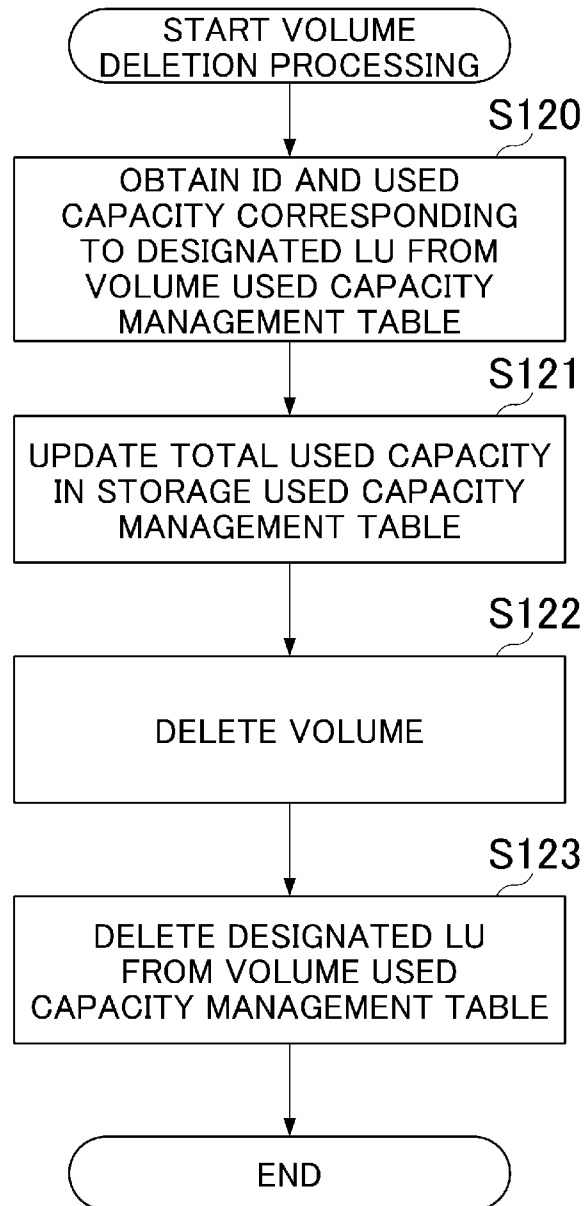 START VOLUME
DELETION PROCESSING
S120
OBTAIN ID AND USED
CAPACITY CORRESPONDING
TO DESIGNATED LU FROM
VOLUME USED CAPACITY
MANAGEMENT TABLE
S121
UPDATE TOTAL USED CAPACITY
IN STORAGE USED CAPACITY
MANAGEMENT TABLE
S122
DELETE VOLUME
S123
DELETE DESIGNATED LU
FROM VOLUME USED
CAPACITY MANAGEMENT TABLE
END